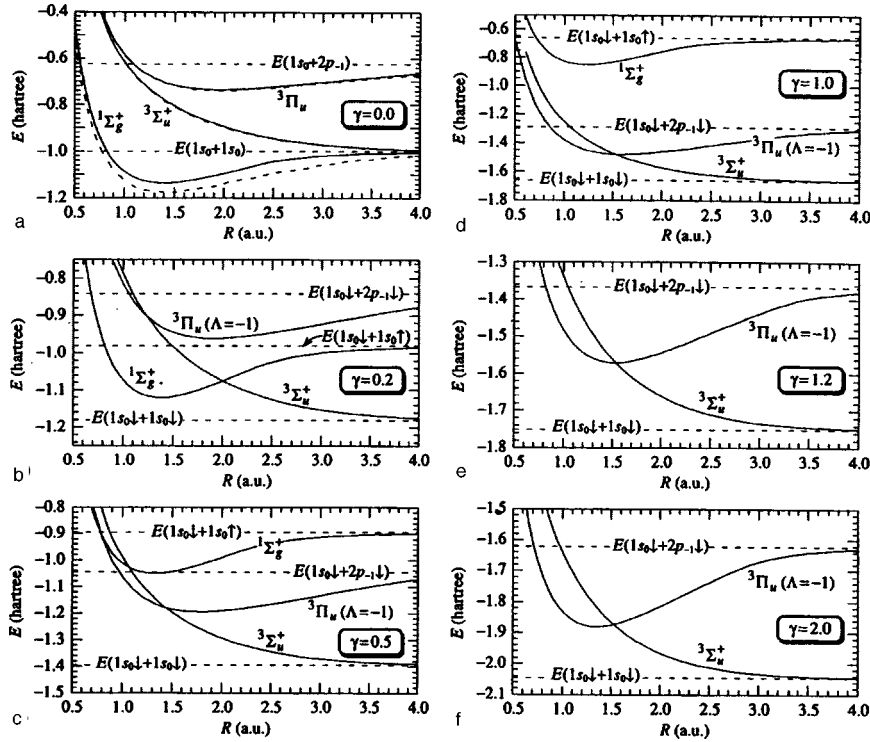 −0.4
−0.6
−0.8
−1.0
−1.2
E (hartree)
E(1s₀+2p₋₁)
³Πᵤ
γ=0.0
¹Σg⁺
³Σᵤ⁺
E(1s₀+1s₀)
0.5 1.0 1.5 2.0 2.5 3.0 3.5 4.0
R (a.u.)
a
−0.8
−0.9
−1.0
−1.1
−1.2
E (hartree)
E(1s₀↓+2p₋₁↓)
³Πᵤ(Λ=−1)
E(1s₀↓+1s₀↑)
¹Σg⁺
³Σᵤ⁺
γ=0.2
E(1s₀↓+1s₀↓)
0.5 1.0 1.5 2.0 2.5 3.0 3.5 4.0
R (a.u.)
b
−0.8
−0.9
−1.0
−1.1
−1.2
−1.3
−1.4
−1.5
E (hartree)
E(1s₀↓+1s₀↑)
¹Σg⁺
E(1s₀↓+2p₋₁↓)
³Πᵤ(Λ=−1)
³Σᵤ⁺
γ=0.5
E(1s₀↓+1s₀↓)
0.5 1.0 1.5 2.0 2.5 3.0 3.5 4.0
R (a.u.)
c
−0.6
−0.8
−1.0
−1.2
−1.4
−1.6
−1.8
E (hartree)
E(1s₀↓+1s₀↑)
¹Σg⁺
γ=1.0
E(1s₀↓+2p₋₁↓)
³Πᵤ(Λ=−1)
³Σᵤ⁺
E(1s₀↓+1s₀↓)
0.5 1.0 1.5 2.0 2.5 3.0 3.5 4.0
R (a.u.)
d
−1.3
−1.4
−1.5
−1.6
−1.7
−1.8
E (hartree)
E(1s₀↓+2p₋₁↓)
³Πᵤ(Λ=−1)
γ=1.2
³Σᵤ⁺
E(1s₀↓+1s₀↓)
0.5 1.0 1.5 2.0 2.5 3.0 3.5 4.0
R (a.u.)
e
−1.5
−1.6
−1.7
−1.8
−1.9
−2.0
−2.1
E (hartree)
E(1s₀↓+2p₋₁↓)
³Πᵤ(Λ=−1)
γ=2.0
³Σᵤ⁺
E(1s₀↓+1s₀↓)
0.5 1.0 1.5 2.0 2.5 3.0 3.5 4.0
R (a.u.)
f